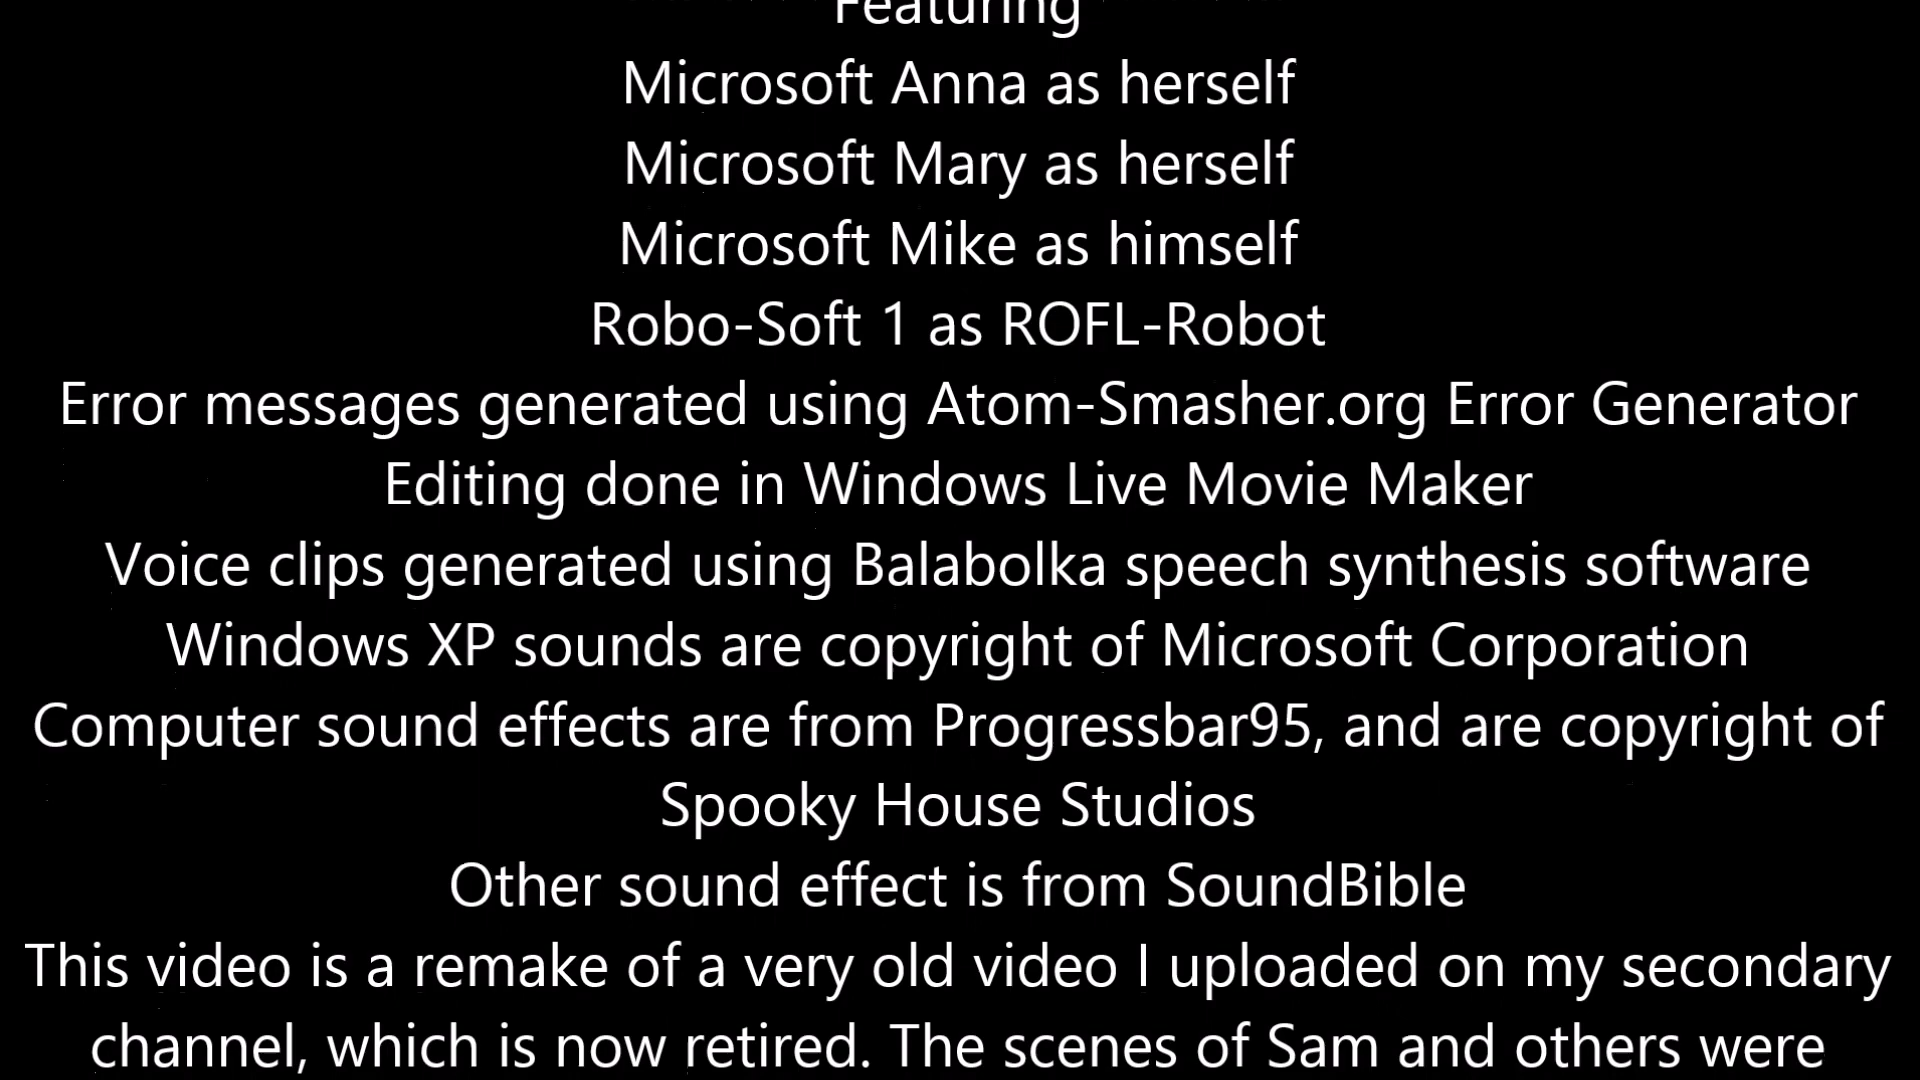 Featuring
Microsoft Anna as herself
Microsoft Mary as herself
Microsoft Mike as himself
Robo-Soft 1 as ROFL-Robot
Error messages generated using Atom-Smasher.org Error Generator
Editing done in Windows Live Movie Maker
Voice clips generated using Balabolka speech synthesis software
Windows XP sounds are copyright of Microsoft Corporation
Computer sound effects are from Progressbar95, and are copyright of
Spooky House Studios
Other sound effect is from SoundBible
This video is a remake of a very old video I uploaded on my secondary
channel, which is now retired. The scenes of Sam and others were